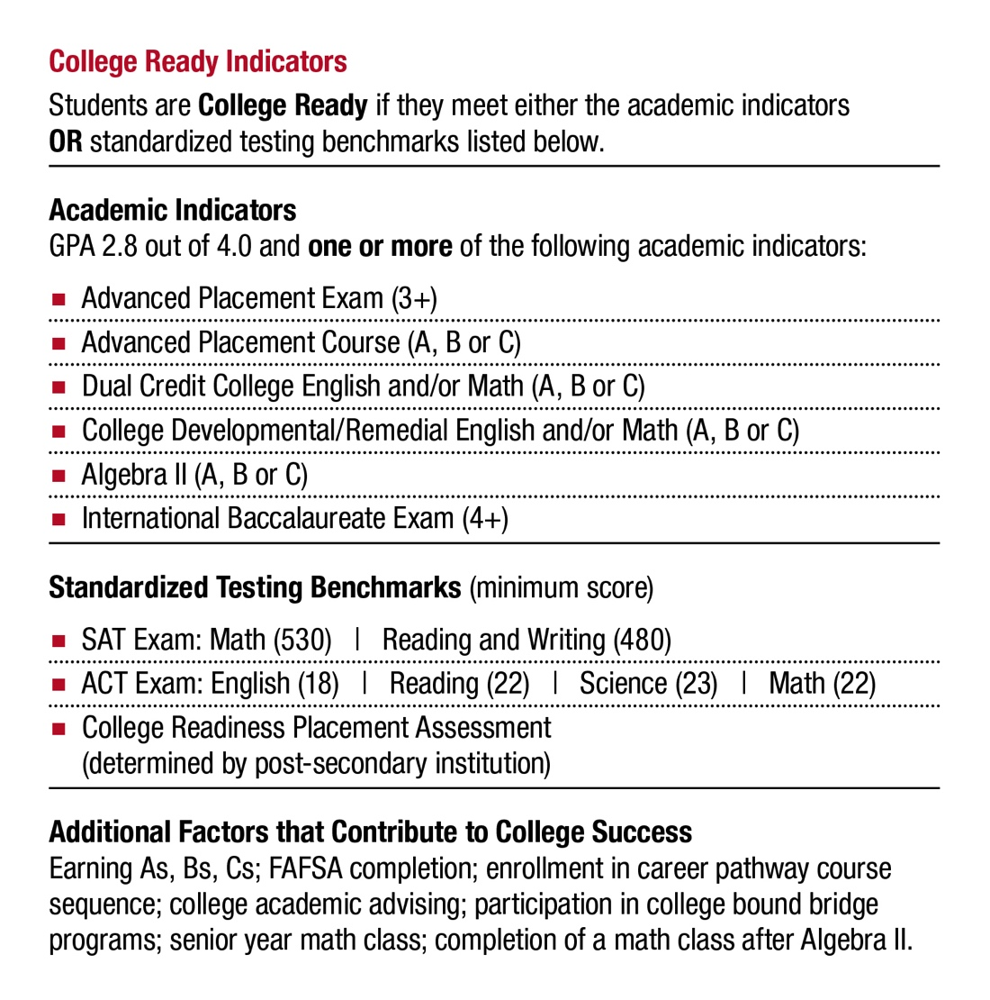 College Ready Indicators
Students are College Ready if they meet either the academic indicators
OR standardized testing benchmarks listed below.
Academic Indicators
GPA 2.8 out of 4.0 and one or more of the following academic indicators:
■ Advanced Placement Exam (3+)
■ Advanced Placement Course (A, B or C)
■ Dual Credit College English and/or Math (A, B or C)
■ College Developmental/Remedial English and/or Math (A, B or C)
■ Algebra II (A, B or C)
■ International Baccalaureate Exam (4+)
Standardized Testing Benchmarks (minimum score)
■ SAT Exam: Math (530) | Reading and Writing (480)
■ ACT Exam: English (18) | Reading (22) | Science (23) | Math (22)
■ College Readiness Placement Assessment
(determined by post-secondary institution)
Additional Factors that Contribute to College Success
Earning As, Bs, Cs; FAFSA completion; enrollment in career pathway course
sequence; college academic advising; participation in college bound bridge
programs; senior year math class; completion of a math class after Algebra II.